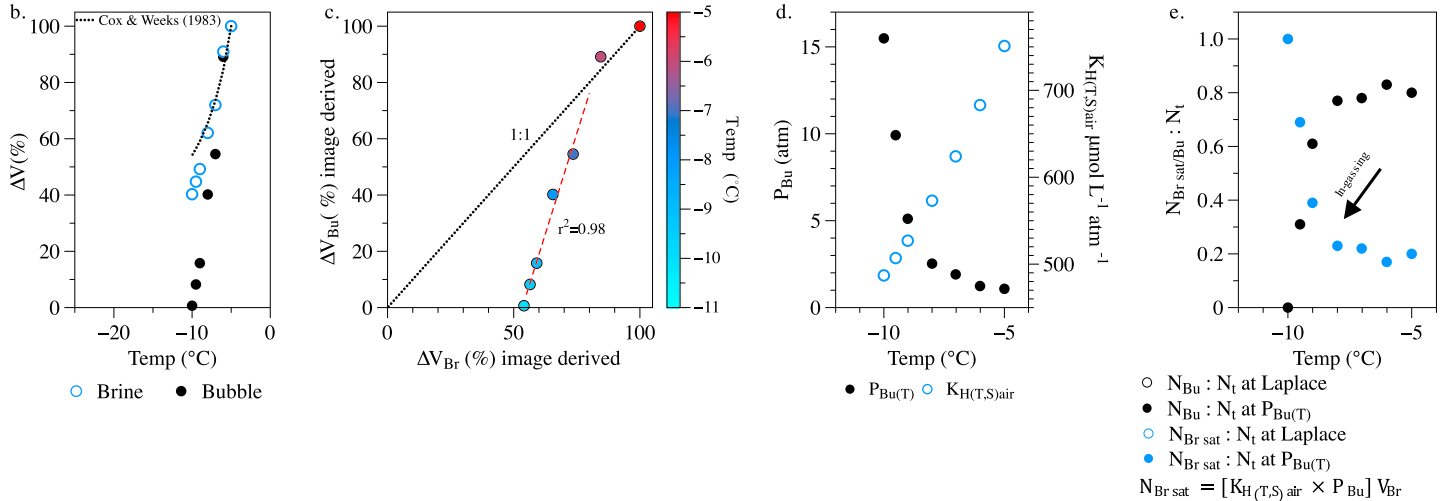 b.
Cox & Weeks (1983)
100
80
60
40
20
0
ΔV(%)
−20
−10
0
Temp (°C)
Brine
Bubble
c.
100
80
60
40
20
0
ΔV_Bu( %) image derived
1:1
r²=0.98
0
50
100
ΔV_Br (%) image derived
−5
−6
−7
−8
−9
−10
−11
Temp (°C)
d.
15
10
5
0
P_Bu (atm)
700
600
500
K_H(T,S)air μmol L⁻¹ atm⁻¹
−10
−5
Temp (°C)
P_Bu(T)
K_H(T,S)air
e.
1.0
0.8
0.6
0.4
0.2
0
N_Br sat/Bu : N_t
In-gassing
−10
−5
Temp (°C)
N_Bu : N_t at Laplace
N_Bu : N_t at P_Bu(T)
N_Br sat : N_t at Laplace
N_Br sat : N_t at P_Bu(T)
N_Br sat = [K_H(T,S) air × P_Bu] V_Br